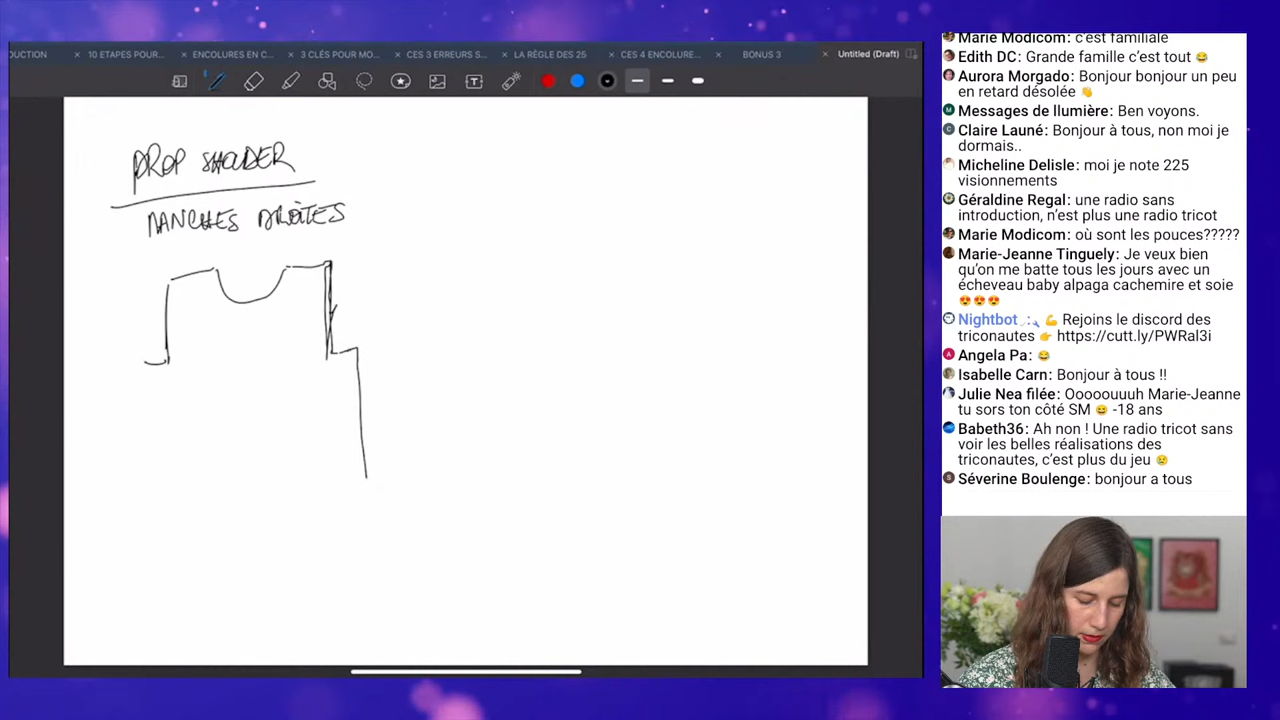 DUCTION
10 ETAPES POUR...
ENCOLURES EN C...
3 CLÉS POUR MO...
CES 3 ERREURS S...
LA RÈGLE DES 25
CES 4 ENCOLURE...
BONUS 3
Untitled (Draft)
DROP SHOUDER
MANCHES DROITES
Marie Modicom: c'est familiale
Edith DC: Grande famille c'est tout 😂
Aurora Morgado: Bonjour bonjour un peu
en retard désolée 👋
Messages de llumière: Ben voyons.
Claire Launé: Bonjour à tous, non moi je
dormais..
Micheline Delisle: moi je note 225
visionnements
Géraldine Regal: une radio sans
introduction, n'est plus une radio tricot
Marie Modicom: où sont les pouces?????
Marie-Jeanne Tinguely: Je veux bien
qu'on me batte tous les jours avec un
écheveau baby alpaga cachemire et soie
😍😍😍
Nightbot 💪 Rejoins le discord des
triconautes 👉 https://cutt.ly/PWRal3i
Angela Pa: 😂
Isabelle Carn: Bonjour à tous !!
Julie Nea filée: Ooooouuuh Marie-Jeanne
tu sors ton côté SM 😅 -18 ans
Babeth36: Ah non ! Une radio tricot sans
voir les belles réalisations des
triconautes, c'est plus du jeu 😢
Séverine Boulenge: bonjour a tous